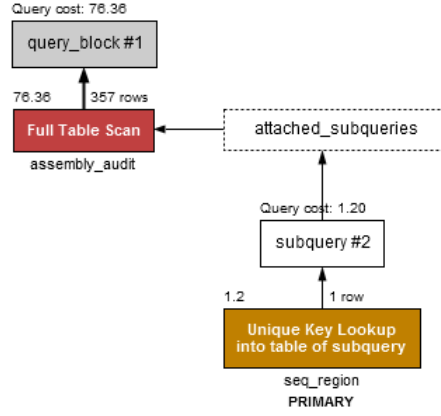 Query cost: 76.36
query_block #1
76.36 357 rows
Full Table Scan
assembly_audit
attached_subqueries
Query cost: 1.20
subquery #2
1.2 1 row
Unique Key Lookup
into table of subquery
seq_region
PRIMARY